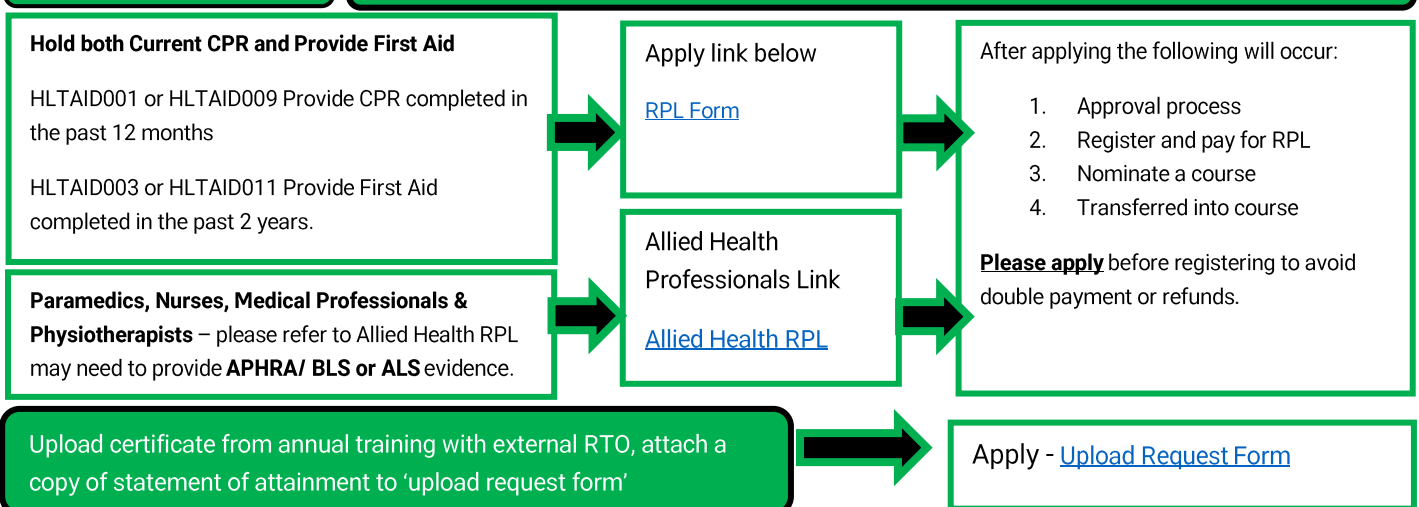 Hold both Current CPR and Provide First Aid
HLTAID001 or HLTAID009 Provide CPR completed in
the past 12 months
HLTAID003 or HLTAID011 Provide First Aid
completed in the past 2 years.
Apply link below
RPL Form
After applying the following will occur:
1. Approval process
2. Register and pay for RPL
3. Nominate a course
4. Transferred into course
Please apply before registering to avoid
double payment or refunds.
Paramedics, Nurses, Medical Professionals &
Physiotherapists – please refer to Allied Health RPL
may need to provide APHRA/ BLS or ALS evidence.
Allied Health
Professionals Link
Allied Health RPL
Upload certificate from annual training with external RTO, attach a
copy of statement of attainment to ‘upload request form’
Apply - Upload Request Form